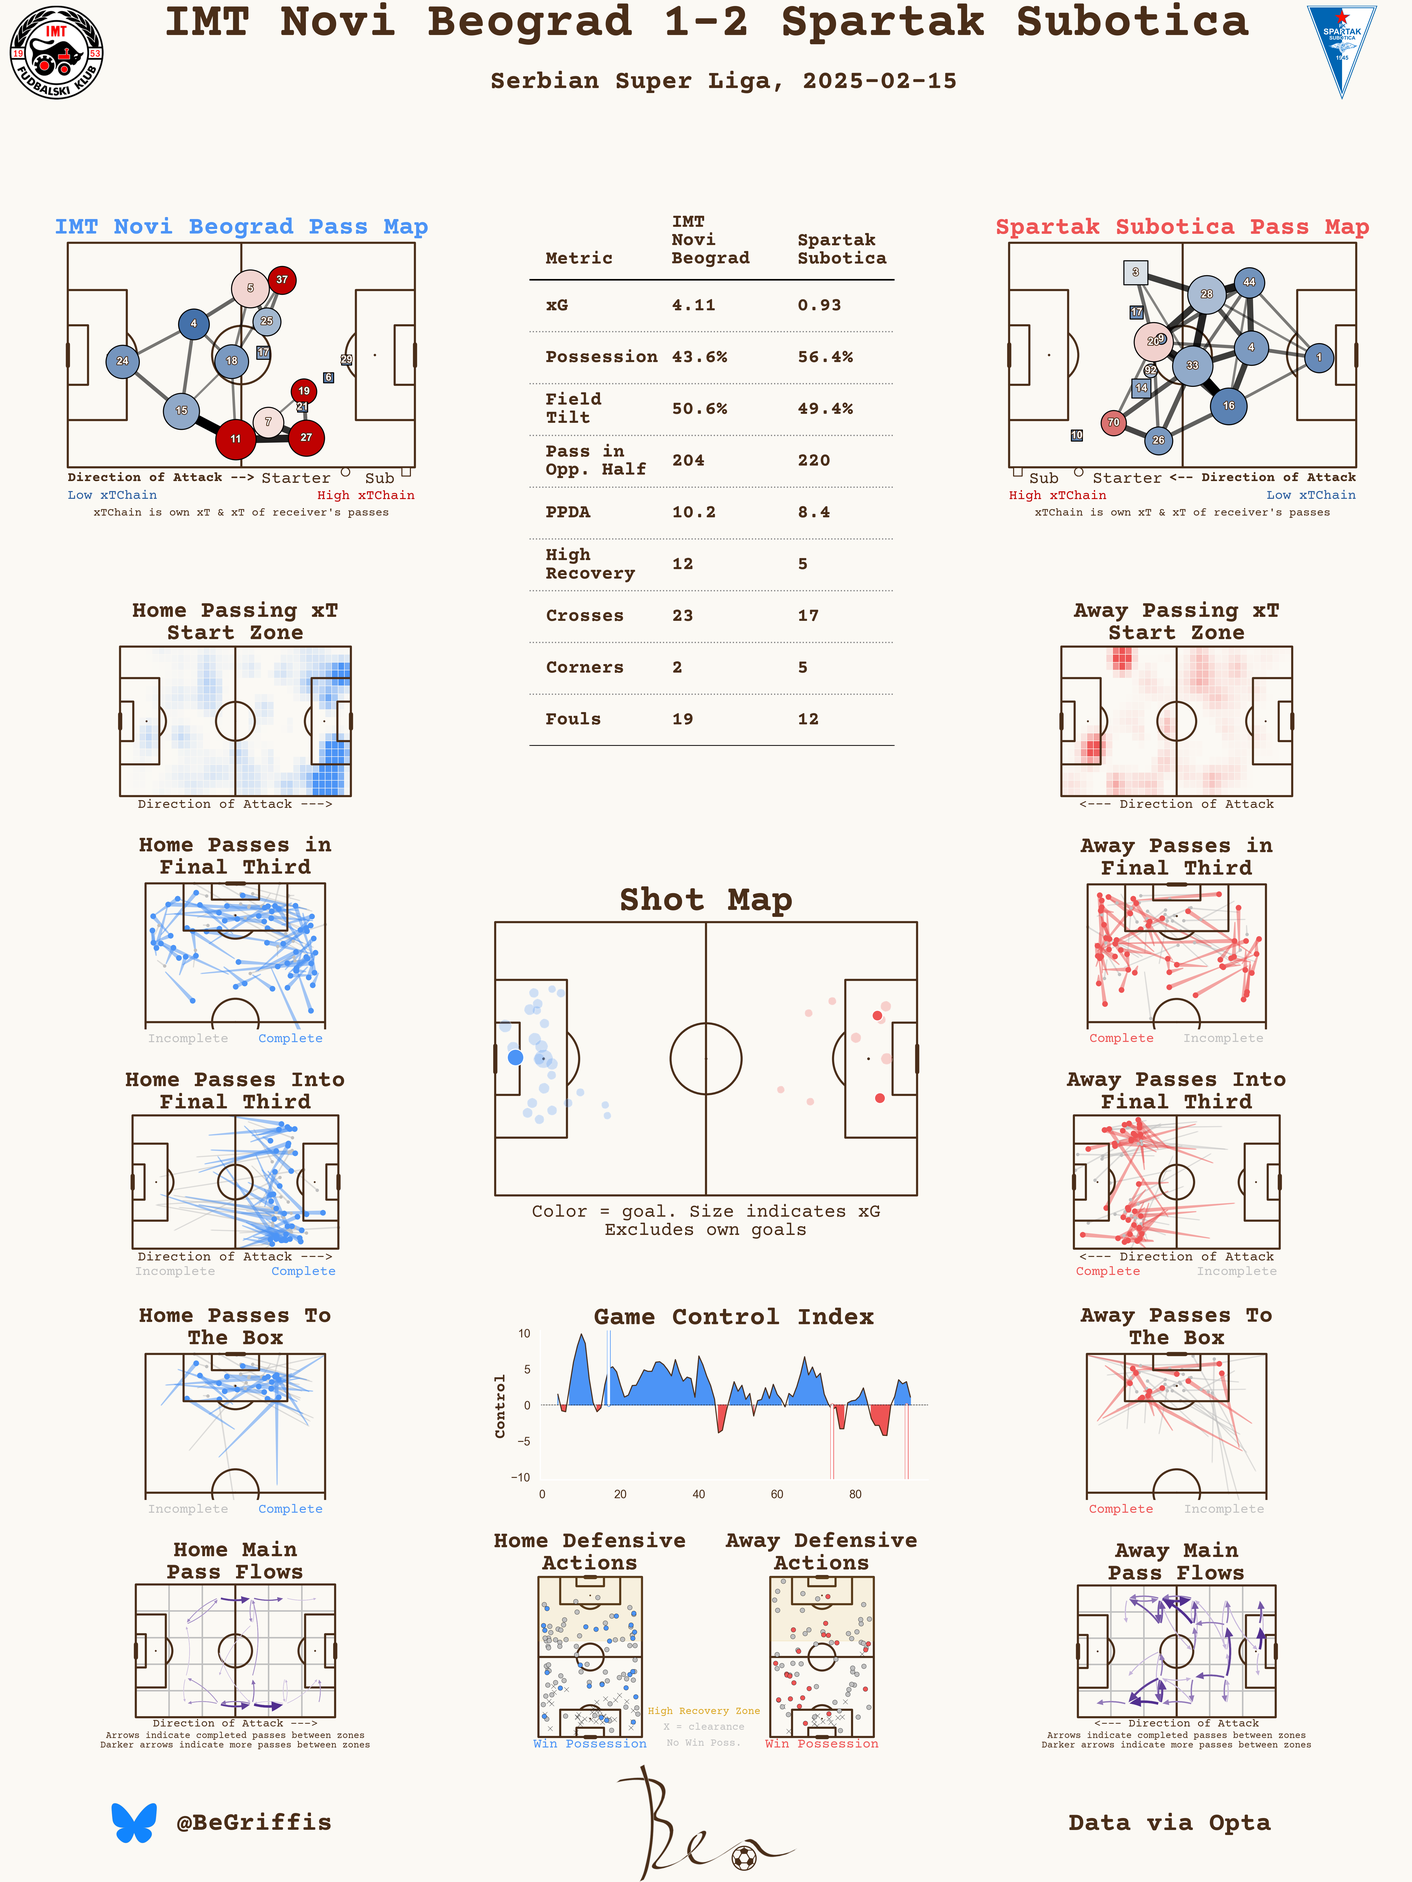 IMT Novi Beograd 1-2 Spartak Subotica
Serbian Super Liga, 2025-02-15
IMT
19 53
FUDBALSKI KLUB
SPARTAK
SUBOTICA
1945
IMT Novi Beograd Pass Map
5
37
4
25
17
24
18
29
6
19
21
15
7
11
27
Direction of Attack --> Starter Sub
Low xTChain High xTChain
xTChain is own xT & xT of receiver's passes
Metric IMT Novi Beograd Spartak Subotica
xG 4.11 0.93
Possession 43.6% 56.4%
Field Tilt 50.6% 49.4%
Pass in Opp. Half 204 220
PPDA 10.2 8.4
High Recovery 12 5
Crosses 23 17
Corners 2 5
Fouls 19 12
Spartak Subotica Pass Map
3
28
44
17
20
9
4
1
92
33
14
16
70
10
26
Sub Starter <-- Direction of Attack
High xTChain Low xTChain
xTChain is own xT & xT of receiver's passes
Home Passing xT
Start Zone
Direction of Attack --->
Away Passing xT
Start Zone
<--- Direction of Attack
Home Passes in
Final Third
Incomplete Complete
Away Passes in
Final Third
Complete Incomplete
Shot Map
Color = goal. Size indicates xG
Excludes own goals
Home Passes Into
Final Third
Direction of Attack --->
Incomplete Complete
Away Passes Into
Final Third
<--- Direction of Attack
Complete Incomplete
Home Passes To
The Box
Incomplete Complete
Game Control Index
Control
10
5
0
−5
−10
0 20 40 60 80
Away Passes To
The Box
Complete Incomplete
Home Main
Pass Flows
Direction of Attack --->
Arrows indicate completed passes between zones
Darker arrows indicate more passes between zones
Home Defensive
Actions
Win Possession
Away Defensive
Actions
Win Possession
High Recovery Zone
X = clearance
No Win Poss.
Away Main
Pass Flows
<--- Direction of Attack
Arrows indicate completed passes between zones
Darker arrows indicate more passes between zones
@BeGriffis
Data via Opta